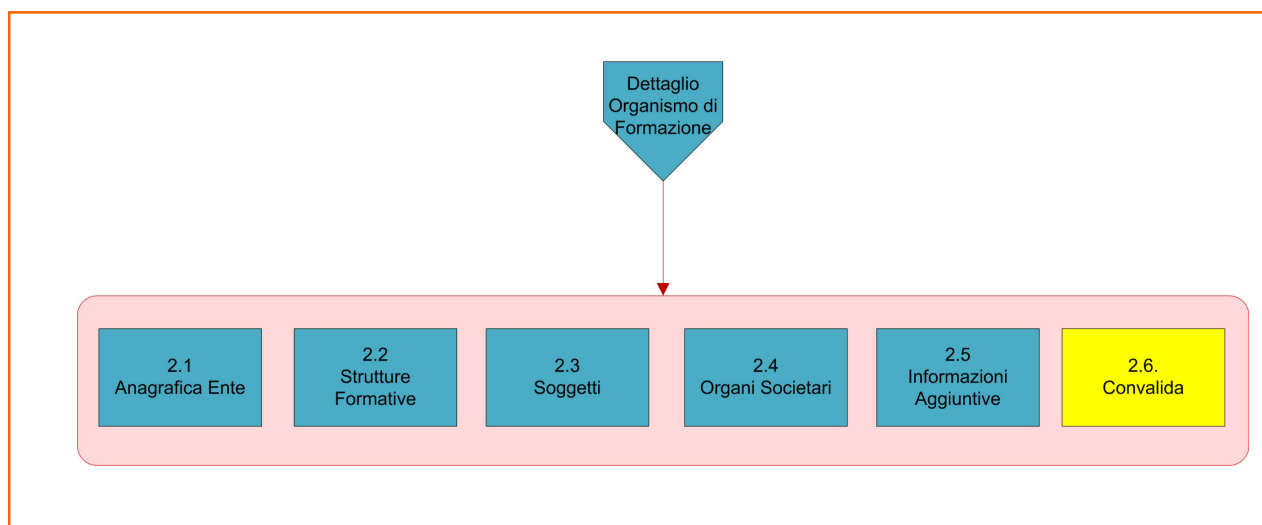 Dettaglio
Organismo di
Formazione
2.1
Anagrafica Ente
2.2
Strutture
Formative
2.3
Soggetti
2.4
Organi Societari
2.5
Informazioni
Aggiuntive
2.6.
Convalida